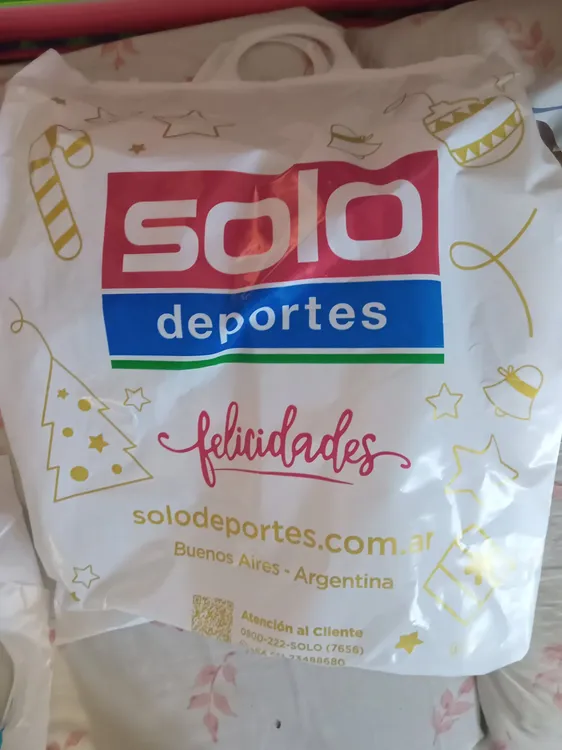 solo
deportes
felicidades
solodeportes.com.ar
Buenos Aires - Argentina
Atención al Cliente
0800-222-SOLO (7656)